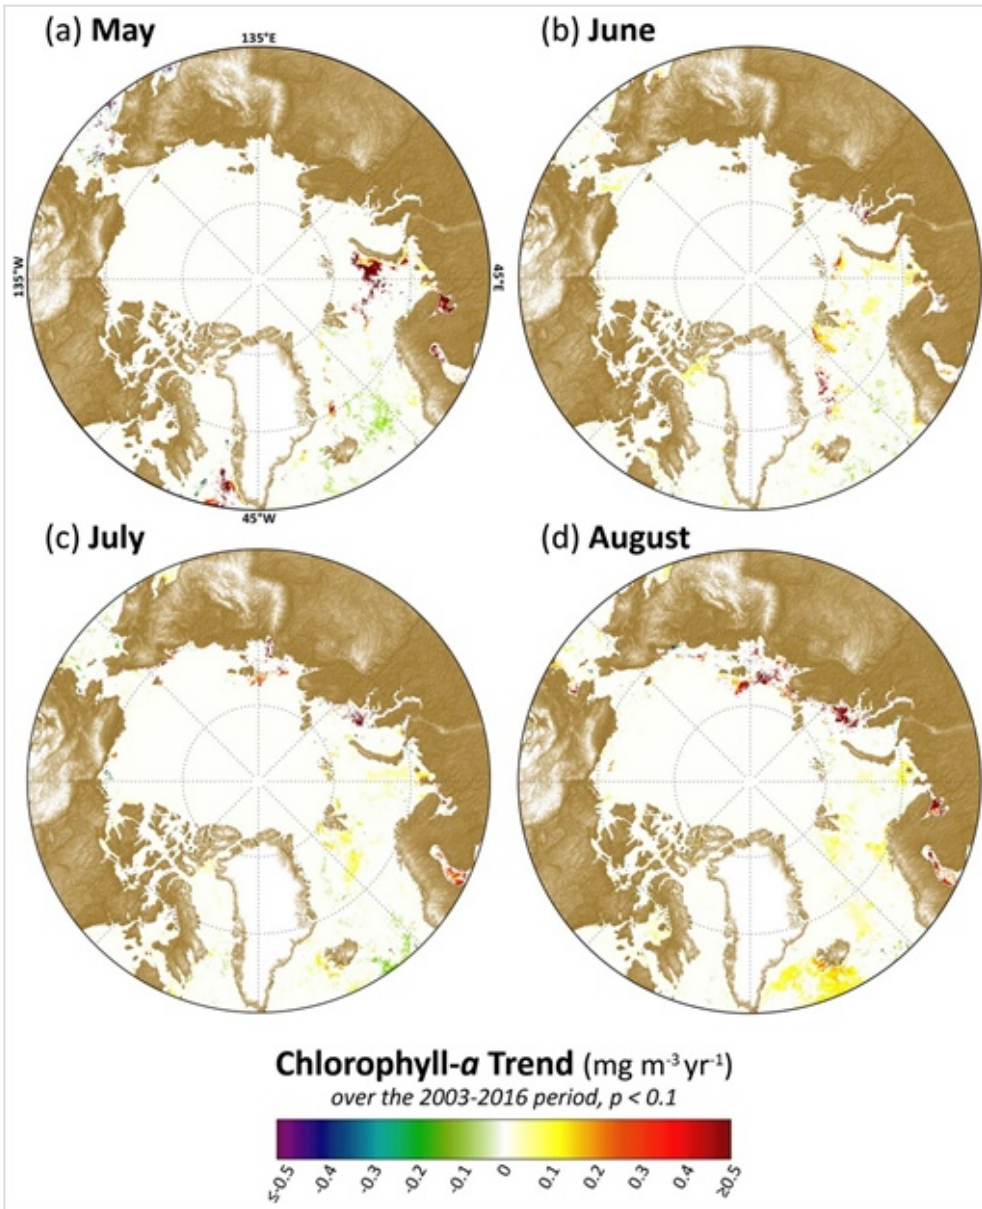 (a) May
(b) June
135°E
135°W
45°E
45°W
(c) July
(d) August
Chlorophyll-a Trend (mg m⁻³ yr⁻¹)
over the 2003-2016 period, p < 0.1
≤-0.5 -0.4 -0.3 -0.2 -0.1 0 0.1 0.2 0.3 0.4 ≥0.5